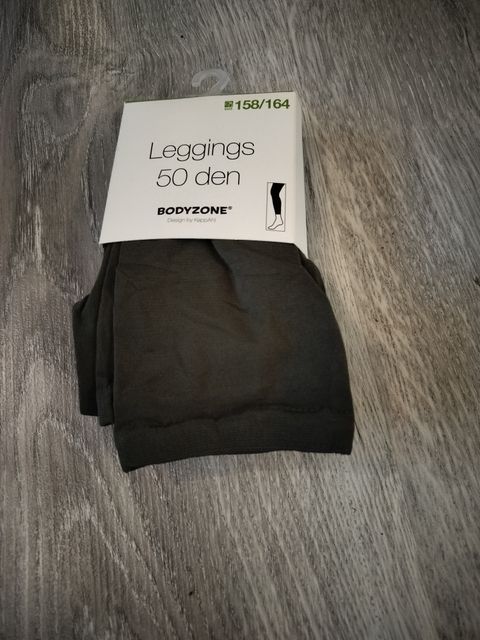 158/164
Leggings
50 den
BODYZONE®
Design by KappAhl